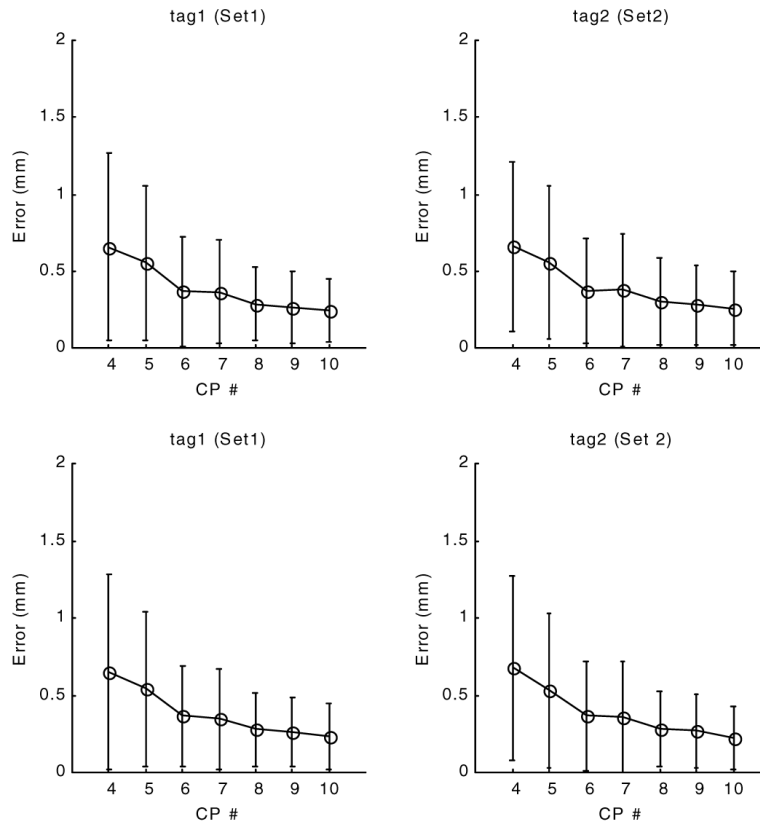 tag1 (Set1)
2
1.5
1
0.5
0
Error (mm)
4 5 6 7 8 9 10
CP #
tag2 (Set2)
2
1.5
1
0.5
0
Error (mm)
4 5 6 7 8 9 10
CP #
tag1 (Set1)
2
1.5
1
0.5
0
Error (mm)
4 5 6 7 8 9 10
CP #
tag2 (Set 2)
2
1.5
1
0.5
0
Error (mm)
4 5 6 7 8 9 10
CP #